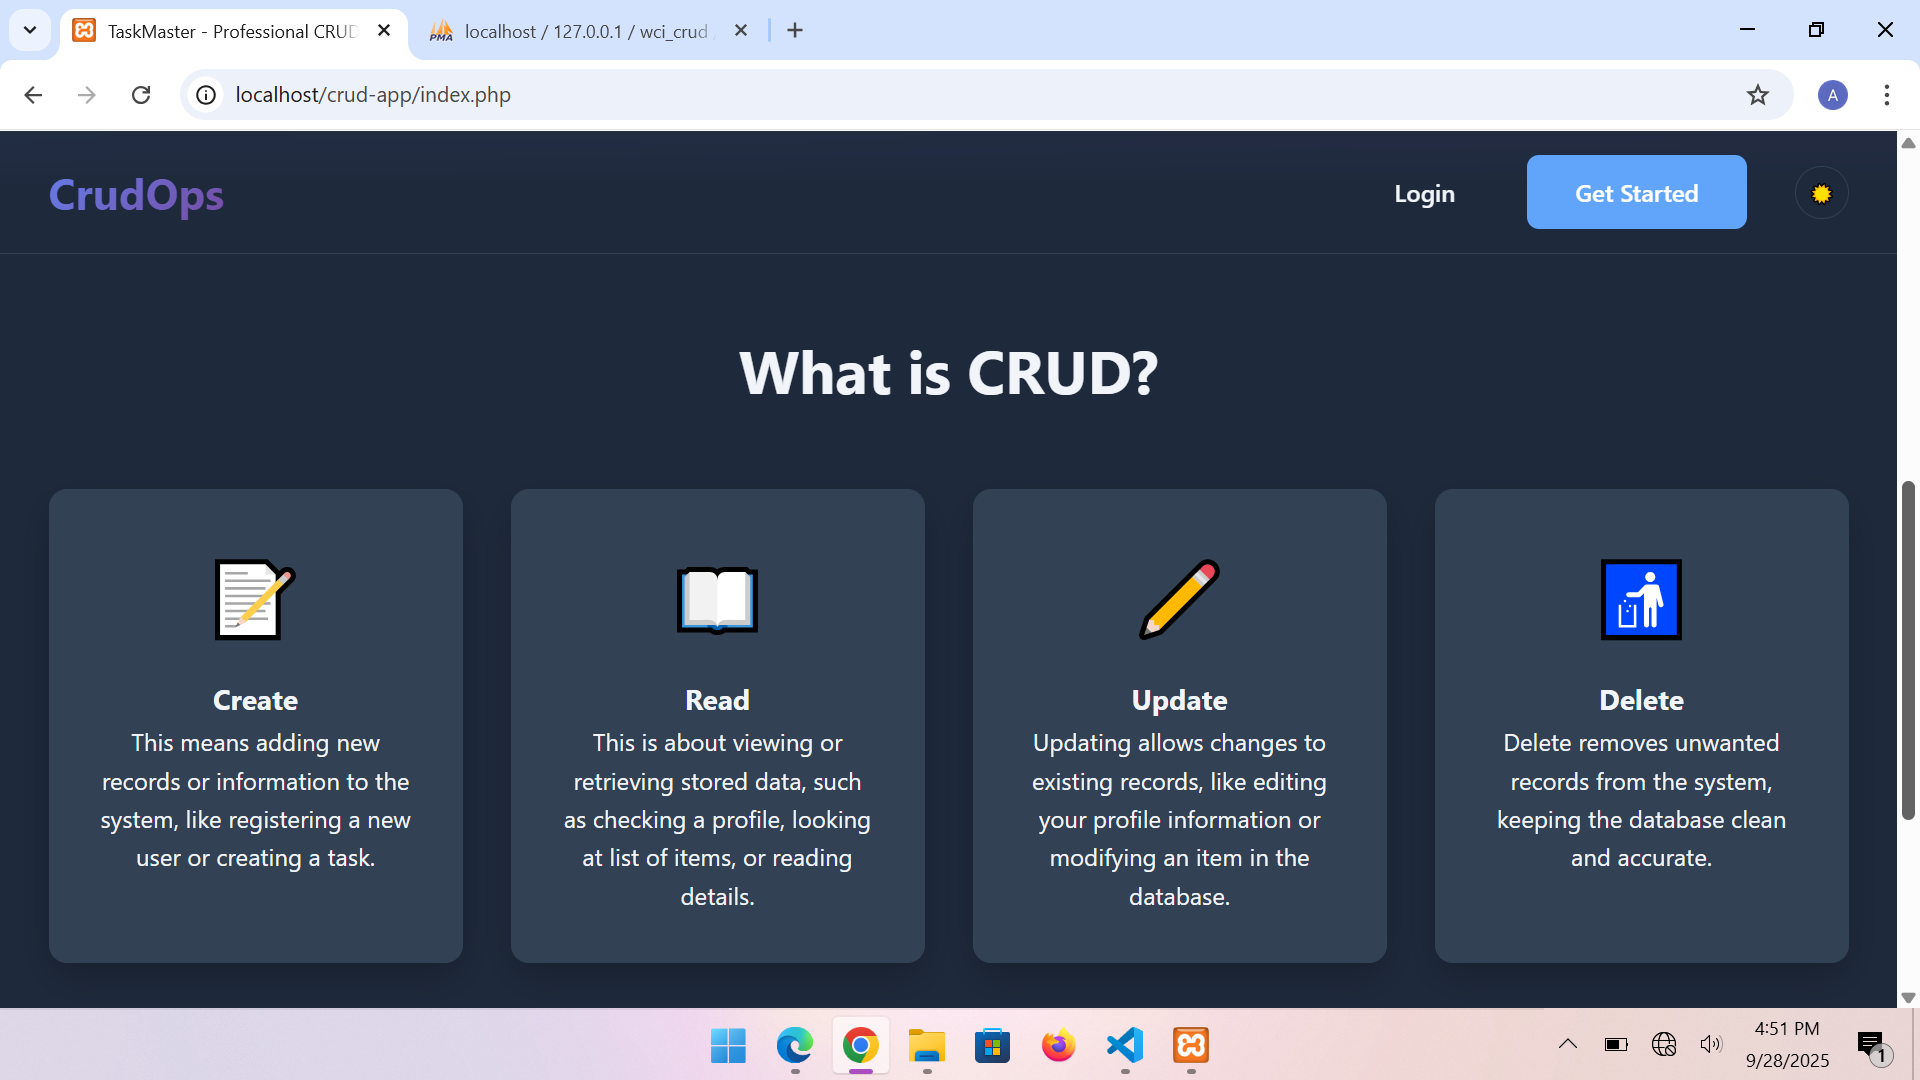 TaskMaster - Professional CRUD
localhost / 127.0.0.1 / wci_crud
localhost/crud-app/index.php
A
CrudOps
Login
Get Started
What is CRUD?
Create
This means adding new
records or information to the
system, like registering a new
user or creating a task.
Read
This is about viewing or
retrieving stored data, such
as checking a profile, looking
at list of items, or reading
details.
Update
Updating allows changes to
existing records, like editing
your profile information or
modifying an item in the
database.
Delete
Delete removes unwanted
records from the system,
keeping the database clean
and accurate.
4:51 PM
9/28/2025
1
PMA